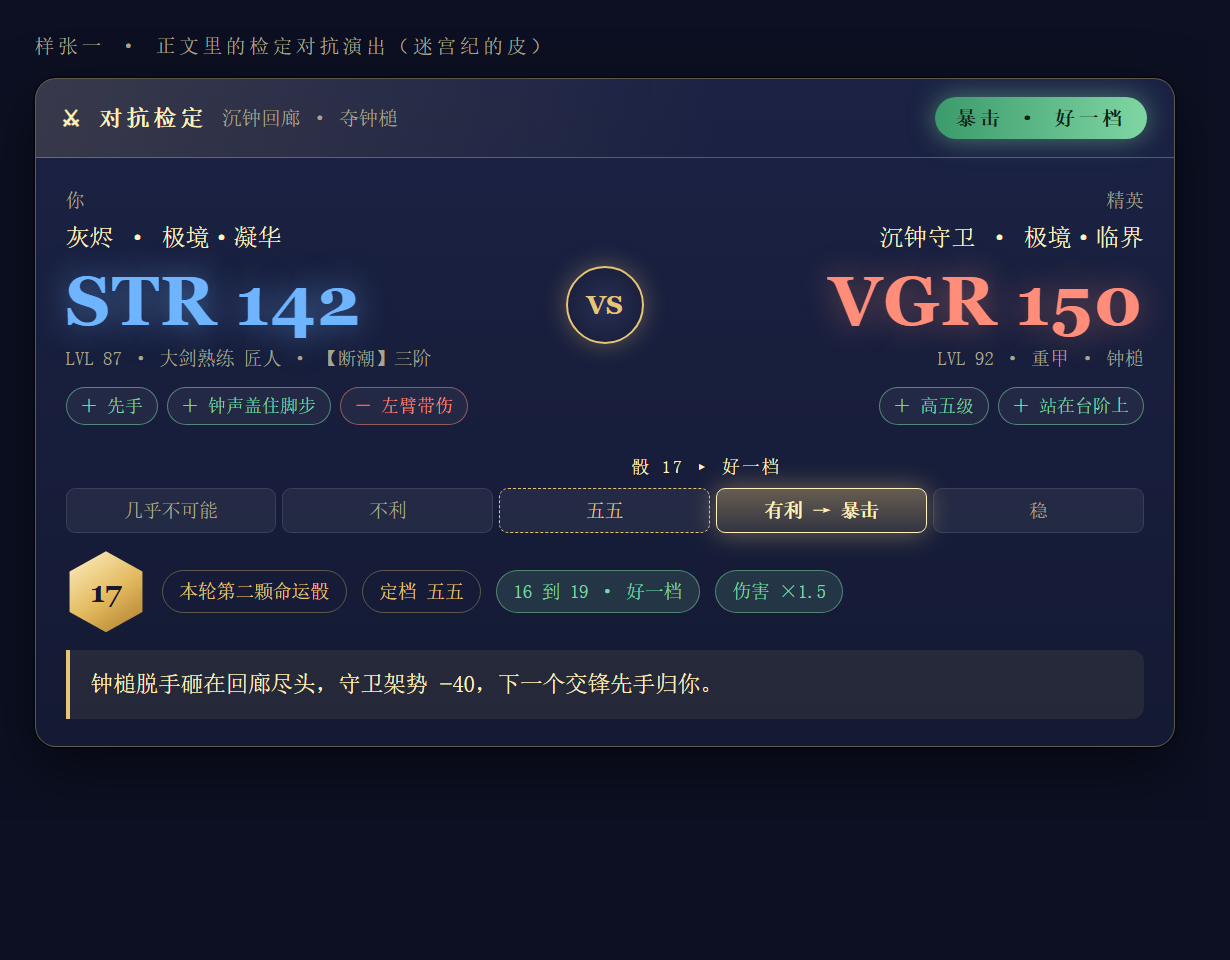 样张一 • 正文里的检定对抗演出（迷宫纪的皮）
⚔ 对抗检定 沉钟回廊 • 夺钟槌
暴击 • 好一档
你
灰烬 • 极境•凝华
STR 142
LVL 87 • 大剑熟练 匠人 • 【断潮】三阶
+ 先手
+ 钟声盖住脚步
− 左臂带伤
VS
精英
沉钟守卫 • 极境•临界
VGR 150
LVL 92 • 重甲 • 钟槌
+ 高五级
+ 站在台阶上
骰 17 ▸ 好一档
几乎不可能
不利
五五
有利 → 暴击
稳
17
本轮第二颗命运骰
定档 五五
16 到 19 • 好一档
伤害 ×1.5
钟槌脱手砸在回廊尽头，守卫架势 −40，下一个交锋先手归你。